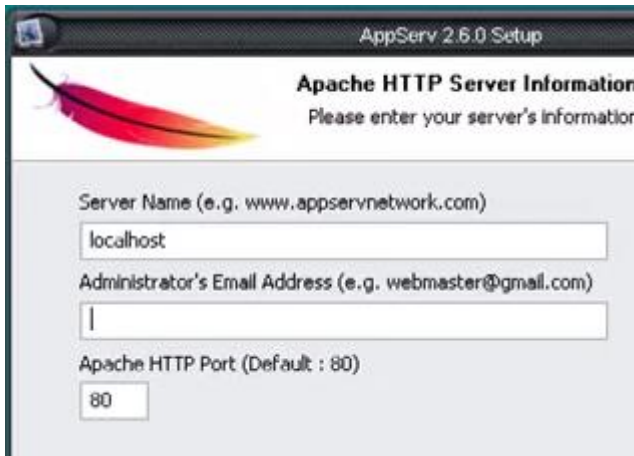 AppServ 2.6.0 Setup
Apache HTTP Server Information
Please enter your server's information
Server Name (e.g. www.appservnetwork.com)
localhost
Administrator's Email Address (e.g. webmaster@gmail.com)
Apache HTTP Port (Default : 80)
80